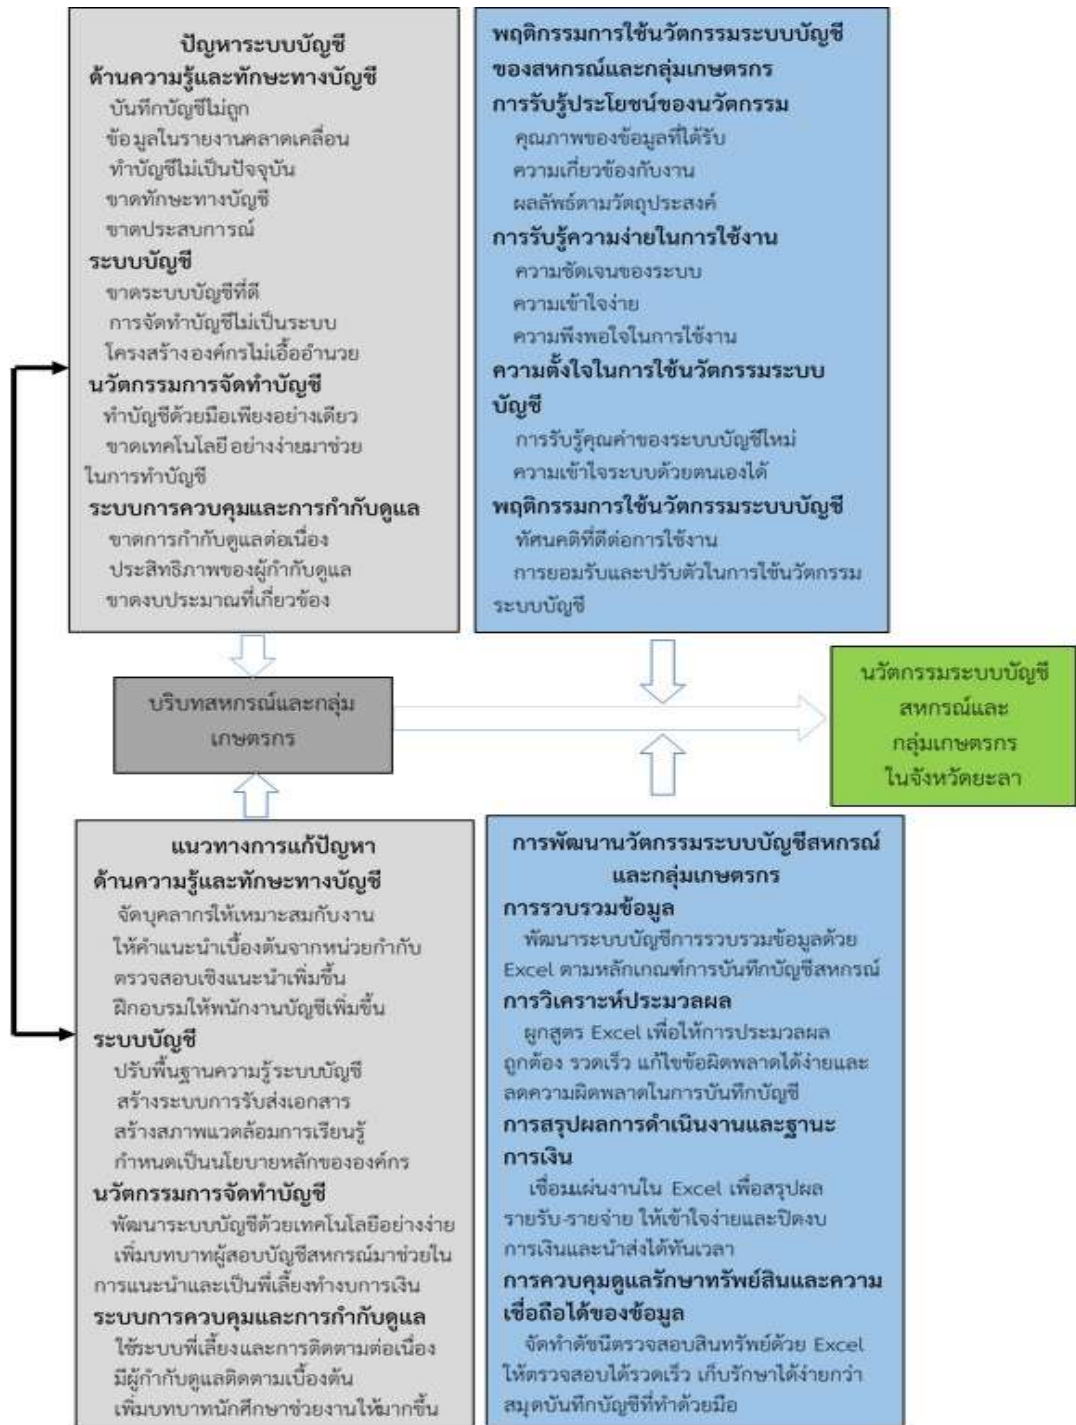 ปัญหาระบบบัญชี
ด้านความรู้และทักษะทางบัญชี
บันทึกบัญชีไม่ถูก
ข้อมูลในรายงานคลาดเคลื่อน
ทำบัญชีไม่เป็นปัจจุบัน
ขาดทักษะทางบัญชี
ขาดประสบการณ์
ระบบบัญชี
ขาดระบบบัญชีที่ดี
การจัดทำบัญชีไม่เป็นระบบ
โครงสร้างองค์กรไม่เอื้ออำนวย
นวัตกรรมการจัดทำบัญชี
ทำบัญชีด้วยมือเพียงอย่างเดียว
ขาดเทคโนโลยีอย่างง่ายมาช่วย
ในการทำบัญชี
ระบบการควบคุมและการกำกับดูแล
ขาดการกำกับดูแลต่อเนื่อง
ประสิทธิภาพของผู้กำกับดูแล
ขาดงบประมาณที่เกี่ยวข้อง
พฤติกรรมการใช้นวัตกรรมระบบบัญชี
ของสหกรณ์และกลุ่มเกษตรกร
การรับรู้ประโยชน์ของนวัตกรรม
คุณภาพของข้อมูลที่ได้รับ
ความเกี่ยวข้องกับงาน
ผลลัพธ์ตามวัตถุประสงค์
การรับรู้ความง่ายในการใช้งาน
ความชัดเจนของระบบ
ความเข้าใจง่าย
ความพึงพอใจในการใช้งาน
ความตั้งใจในการใช้นวัตกรรมระบบ
บัญชี
การรับรู้คุณค่าของระบบบัญชีใหม่
ความเข้าใจระบบด้วยตนเองได้
พฤติกรรมการใช้นวัตกรรมระบบบัญชี
ทัศนคติที่ดีต่อการใช้งาน
การยอมรับและปรับตัวในการใช้นวัตกรรม
ระบบบัญชี
บริบทสหกรณ์และกลุ่ม
เกษตรกร
นวัตกรรมระบบบัญชี
สหกรณ์และ
กลุ่มเกษตรกร
ในจังหวัดยะลา
แนวทางการแก้ปัญหา
ด้านความรู้และทักษะทางบัญชี
จัดบุคลากรให้เหมาะสมกับงาน
ให้คำแนะนำเบื้องต้นจากหน่วยกำกับ
ตรวจสอบเชิงแนะนำเพิ่มขึ้น
ฝึกอบรมให้พนักงานบัญชีเพิ่มขึ้น
ระบบบัญชี
ปรับพื้นฐานความรู้ระบบบัญชี
สร้างระบบการรับส่งเอกสาร
สร้างสภาพแวดล้อมการเรียนรู้
กำหนดเป็นนโยบายหลักขององค์กร
นวัตกรรมการจัดทำบัญชี
พัฒนาระบบบัญชีด้วยเทคโนโลยีอย่างง่าย
เพิ่มบทบาทผู้สอบบัญชีสหกรณ์มาช่วยใน
การแนะนำและเป็นพี่เลี้ยงทำงบการเงิน
ระบบการควบคุมและการกำกับดูแล
ใช้ระบบพี่เลี้ยงและการติดตามต่อเนื่อง
มีผู้กำกับดูแลติดตามเบื้องต้น
เพิ่มบทบาทนักศึกษาช่วยงานให้มากขึ้น
การพัฒนานวัตกรรมระบบบัญชีสหกรณ์
และกลุ่มเกษตรกร
การรวบรวมข้อมูล
พัฒนาระบบบัญชีการรวบรวมข้อมูลด้วย
Excel ตามหลักเกณฑ์การบันทึกบัญชีสหกรณ์
การวิเคราะห์ประมวลผล
ผูกสูตร Excel เพื่อให้การประมวลผล
ถูกต้อง รวดเร็ว แก้ไขข้อผิดพลาดได้ง่ายและ
ลดความผิดพลาดในการบันทึกบัญชี
การสรุปผลการดำเนินงานและฐานะ
การเงิน
เชื่อมแผ่นงานใน Excel เพื่อสรุปผล
รายรับ-รายจ่าย ให้เข้าใจง่ายและปิดงบ
การเงินและนำส่งได้ทันเวลา
การควบคุมดูแลรักษาทรัพย์สินและความ
เชื่อถือได้ของข้อมูล
จัดทำดัชนีตรวจสอบสินทรัพย์ด้วย Excel
ให้ตรวจสอบได้รวดเร็ว เก็บรักษาได้ง่ายกว่า
สมุดบันทึกบัญชีที่ทำด้วยมือ